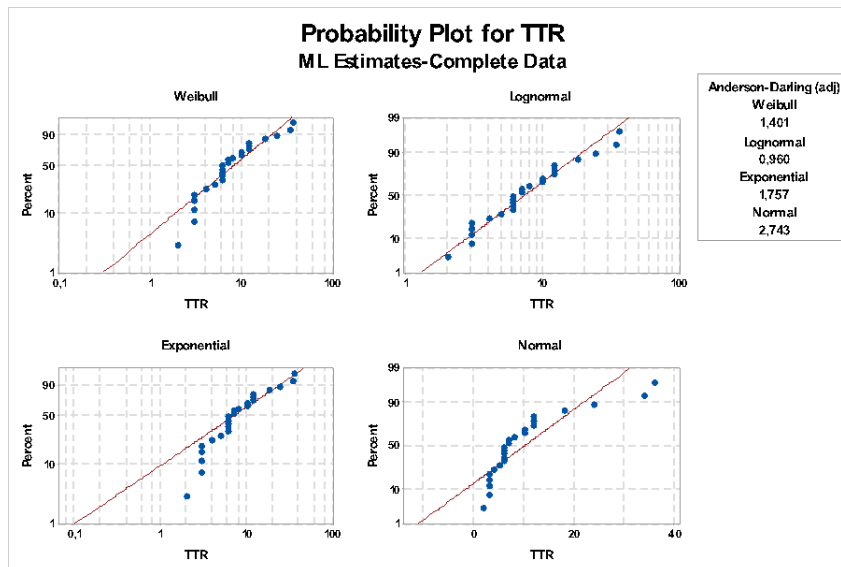 Probability Plot for TTR
ML Estimates-Complete Data
Weibull
Percent
90
50
10
1
0,1
1
10
100
TTR
Lognormal
Percent
99
90
50
10
1
1
10
100
TTR
Anderson-Darling (adj)
Weibull
1,401
Lognormal
0,960
Exponential
1,757
Normal
2,743
Exponential
Percent
90
50
10
1
0,1
1
10
100
TTR
Normal
Percent
99
90
50
10
1
0
20
40
TTR